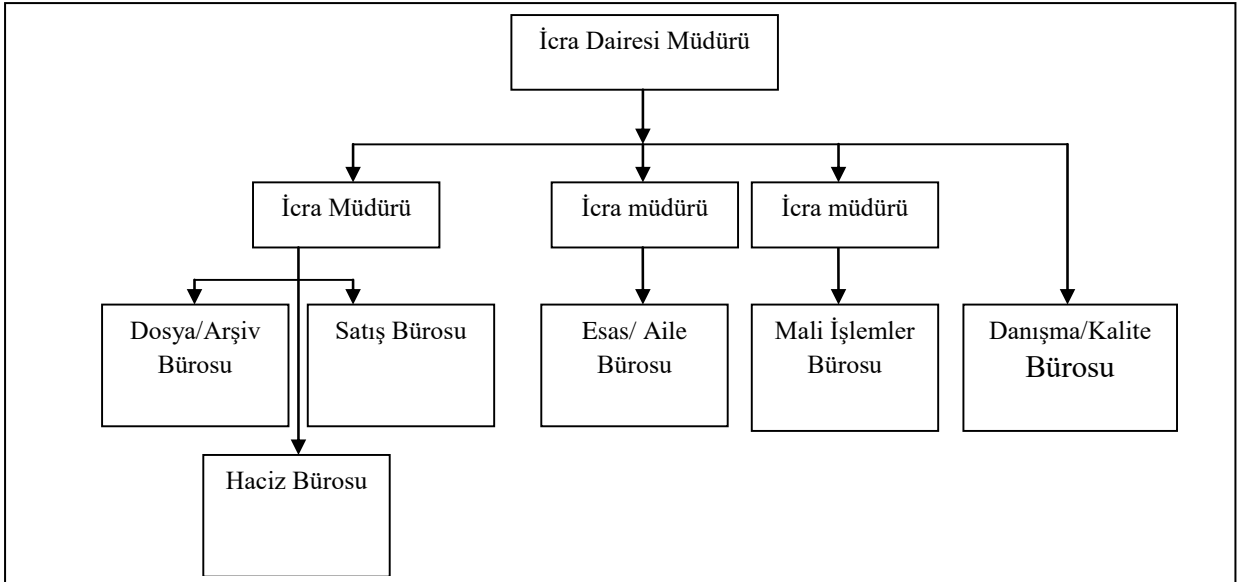 İcra Dairesi Müdürü
İcra Müdürü
İcra müdürü
İcra müdürü
Dosya/Arşiv
Bürosu
Satış Bürosu
Esas/ Aile
Bürosu
Mali İşlemler
Bürosu
Danışma/Kalite
Bürosu
Haciz Bürosu